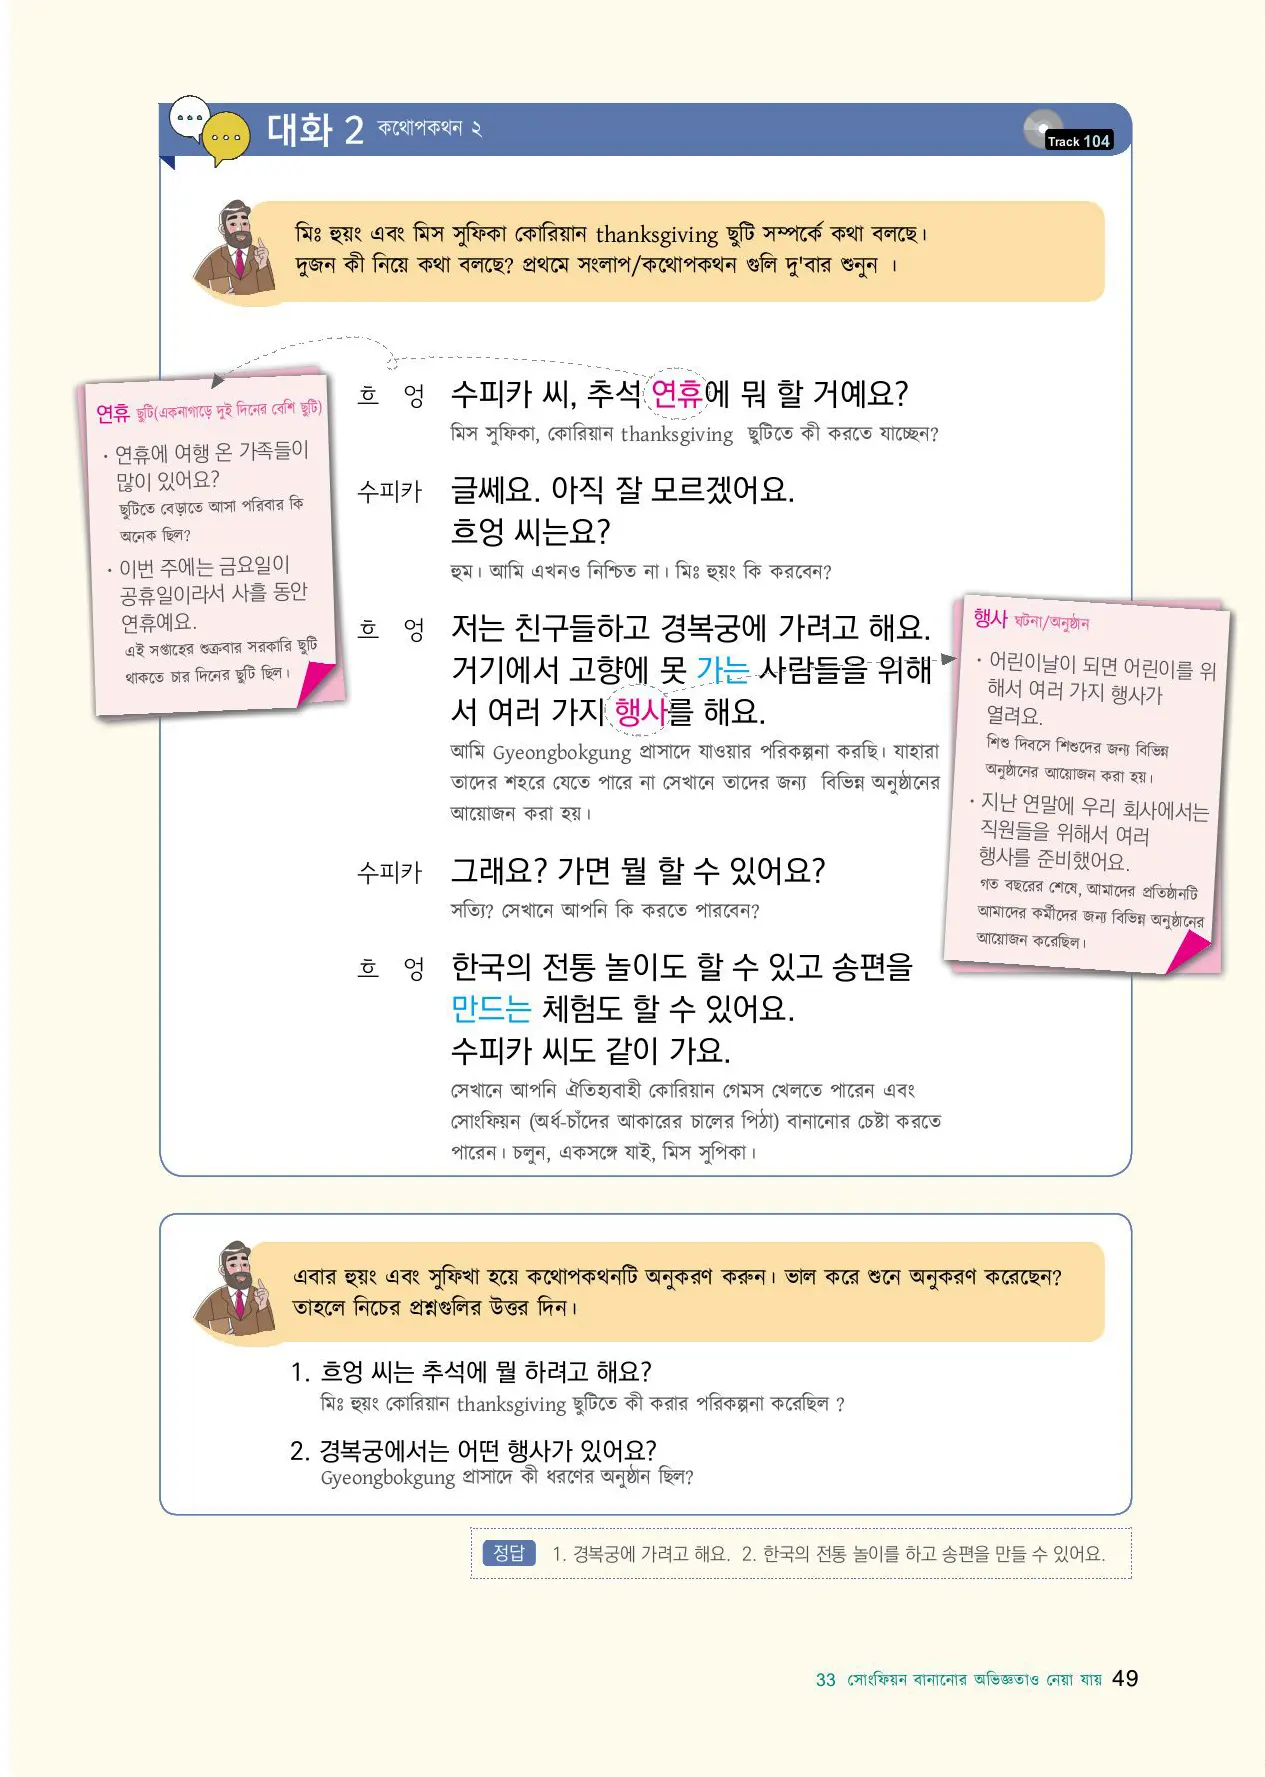 대화 2 কথোপকথন ২
Track 104
মিঃ হুয়ং এবং মিস সুফিকা কোরিয়ান thanksgiving ছুটি সম্পর্কে কথা বলছে।
দুজন কী নিয়ে কথা বলছে? প্রথমে সংলাপ/কথোপকথন গুলি দু'বার শুনুন ।
흐 엉 수피카 씨, 추석 연휴에 뭐 할 거예요?
মিস সুফিকা, কোরিয়ান thanksgiving ছুটিতে কী করতে যাচ্ছেন?
수피카 글쎄요. 아직 잘 모르겠어요.
흐엉 씨는요?
হুম। আমি এখনও নিশ্চিত না। মিঃ হুয়ং কি করবেন?
흐 엉 저는 친구들하고 경복궁에 가려고 해요.
거기에서 고향에 못 가는 사람들을 위해
서 여러 가지 행사를 해요.
আমি Gyeongbokgung প্রাসাদে যাওয়ার পরিকল্পনা করছি। যাহারা
তাদের শহরে যেতে পারে না সেখানে তাদের জন্য বিভিন্ন অনুষ্ঠানের
আয়োজন করা হয়।
수피카 그래요? 가면 뭘 할 수 있어요?
সত্যি? সেখানে আপনি কি করতে পারবেন?
흐 엉 한국의 전통 놀이도 할 수 있고 송편을
만드는 체험도 할 수 있어요.
수피카 씨도 같이 가요.
সেখানে আপনি ঐতিহ্যবাহী কোরিয়ান গেমস খেলতে পারেন এবং
সোংফিয়ন (অর্ধ-চাঁদের আকারের চালের পিঠা) বানানোর চেষ্টা করতে
পারেন। চলুন, একসঙ্গে যাই, মিস সুপিকা।
연휴 ছুটি(একনাগাড়ে দুই দিনের বেশি ছুটি)
· 연휴에 여행 온 가족들이
많이 있어요?
ছুটিতে বেড়াতে আসা পরিবার কি
অনেক ছিল?
· 이번 주에는 금요일이
공휴일이라서 사흘 동안
연휴예요.
এই সপ্তাহের শুক্রবার সরকারি ছুটি
থাকতে চার দিনের ছুটি ছিল।
행사 ঘটনা/অনুষ্ঠান
· 어린이날이 되면 어린이를 위
해서 여러 가지 행사가
열려요.
শিশু দিবসে শিশুদের জন্য বিভিন্ন
অনুষ্ঠানের আয়োজন করা হয়।
· 지난 연말에 우리 회사에서는
직원들을 위해서 여러
행사를 준비했어요.
গত বছরের শেষে, আমাদের প্রতিষ্ঠানটি
আমাদের কর্মীদের জন্য বিভিন্ন অনুষ্ঠানের
আয়োজন করেছিল।
এবার হুয়ং এবং সুফিখা হয়ে কথোপকথনটি অনুকরণ করুন। ভাল করে শুনে অনুকরণ করেছেন?
তাহলে নিচের প্রশ্নগুলির উত্তর দিন।
1. 흐엉 씨는 추석에 뭘 하려고 해요?
মিঃ হুয়ং কোরিয়ান thanksgiving ছুটিতে কী করার পরিকল্পনা করেছিল ?
2. 경복궁에서는 어떤 행사가 있어요?
Gyeongbokgung প্রাসাদে কী ধরণের অনুষ্ঠান ছিল?
정답 1. 경복궁에 가려고 해요. 2. 한국의 전통 놀이를 하고 송편을 만들 수 있어요.
33 সোংফিয়ন বানানোর অভিজ্ঞতাও নেয়া যায় 49